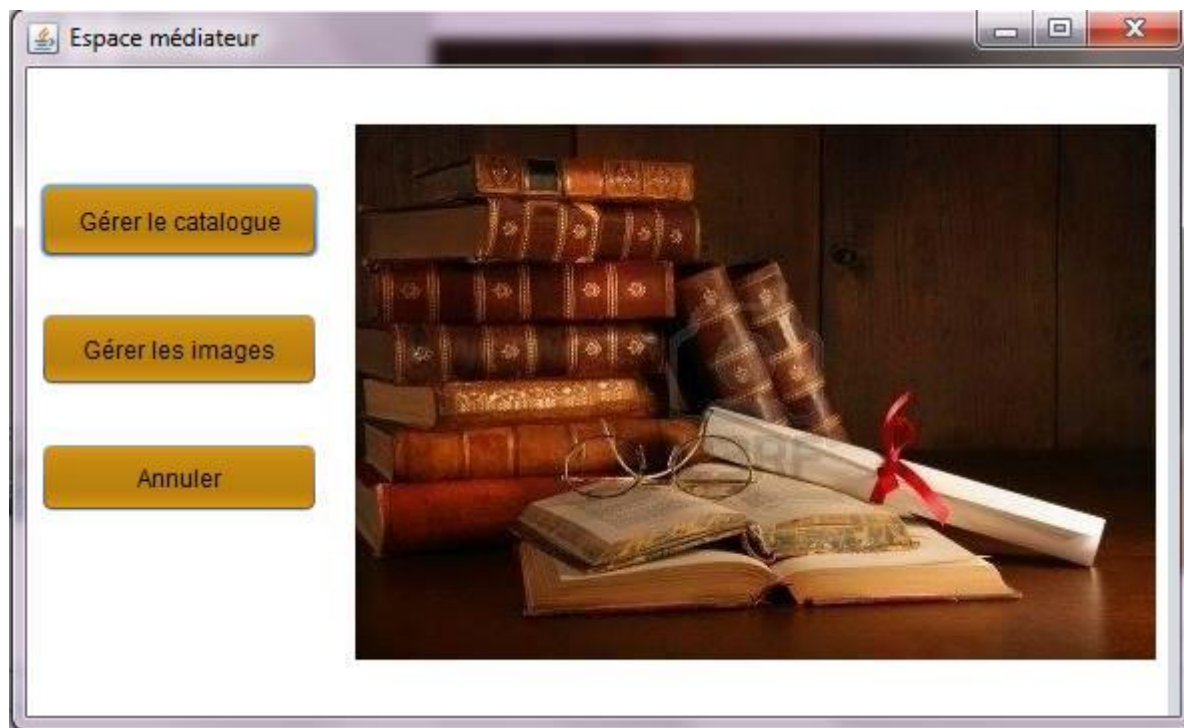 Espace médiateur
Gérer le catalogue
Gérer les images
Annuler